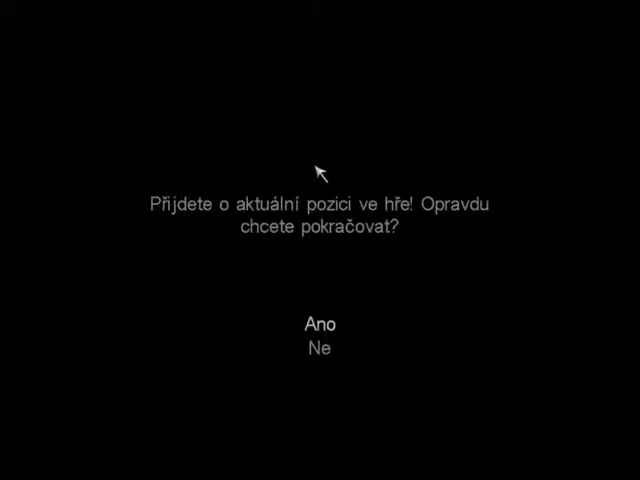 Přijdete o aktuální pozici ve hře! Opravdu
chcete pokračovat?
Ano
Ne